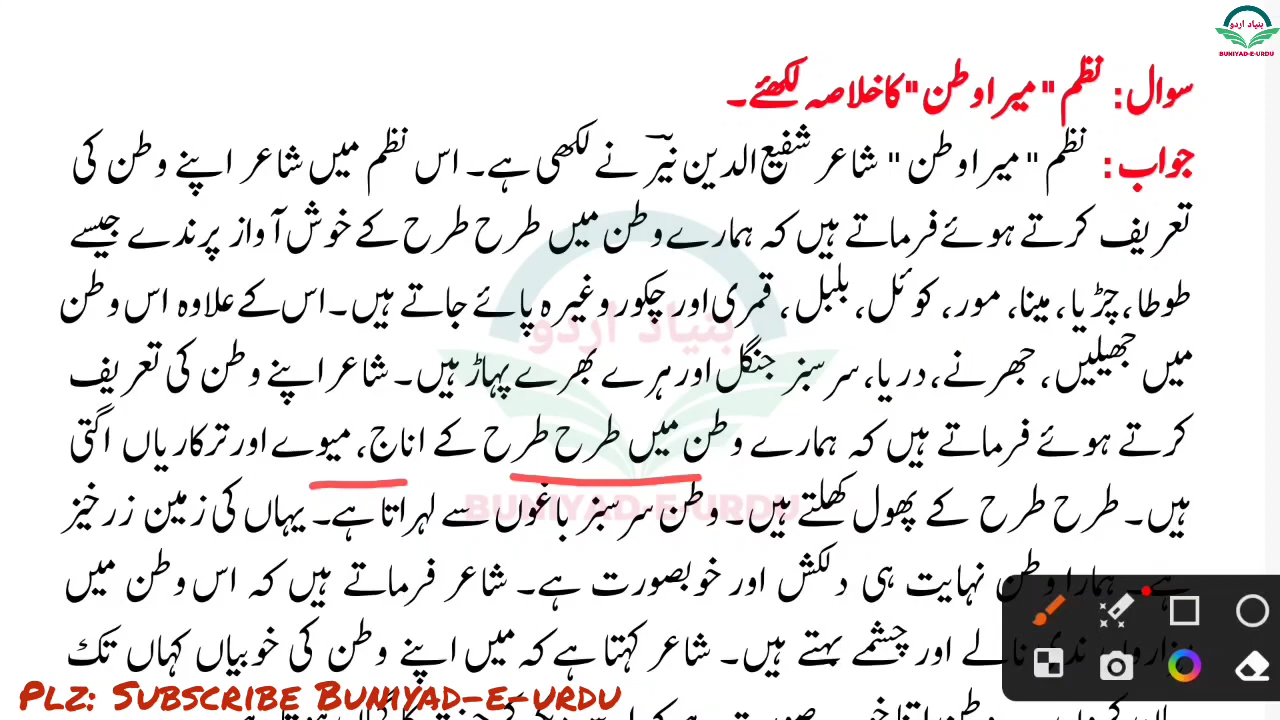 بنیاد اردو
BUNIYAD-E-URDU
سوال: نظم "میرا وطن" کا خلاصہ لکھئے۔
جواب: نظم "میرا وطن" شاعر شفیع الدین نیّر نے لکھی ہے۔ اس نظم میں شاعر اپنے وطن کی
تعریف کرتے ہوئے فرماتے ہیں کہ ہمارے وطن میں طرح طرح کے خوش آواز پرندے جیسے
طوطا، چڑیا، مینا، مور، کوئل، بلبل، قمری اور چکور وغیرہ پائے جاتے ہیں۔ اس کے علاوہ اس وطن
میں جھیلیں، جھرنے، دریا، سرسبز جنگل اور ہرے بھرے پہاڑ ہیں۔ شاعر اپنے وطن کی تعریف
کرتے ہوئے فرماتے ہیں کہ ہمارے وطن میں طرح طرح کے اناج، میوے اور ترکاریاں اگتی
ہیں۔ طرح طرح کے پھول کھلتے ہیں۔ وطن سرسبز باغوں سے لہراتا ہے۔ یہاں کی زمین زرخیز
ہے۔ ہمارا وطن نہایت ہی دلکش اور خوبصورت ہے۔ شاعر فرماتے ہیں کہ اس وطن میں
نالے اور چشمے بہتے ہیں۔ شاعر کہتا ہے کہ میں اپنے وطن کی خوبیاں کہاں تک
بنیاد اردو
BUNIYAD-E-URDU
Plz: Subscribe Buniyad-e-urdu